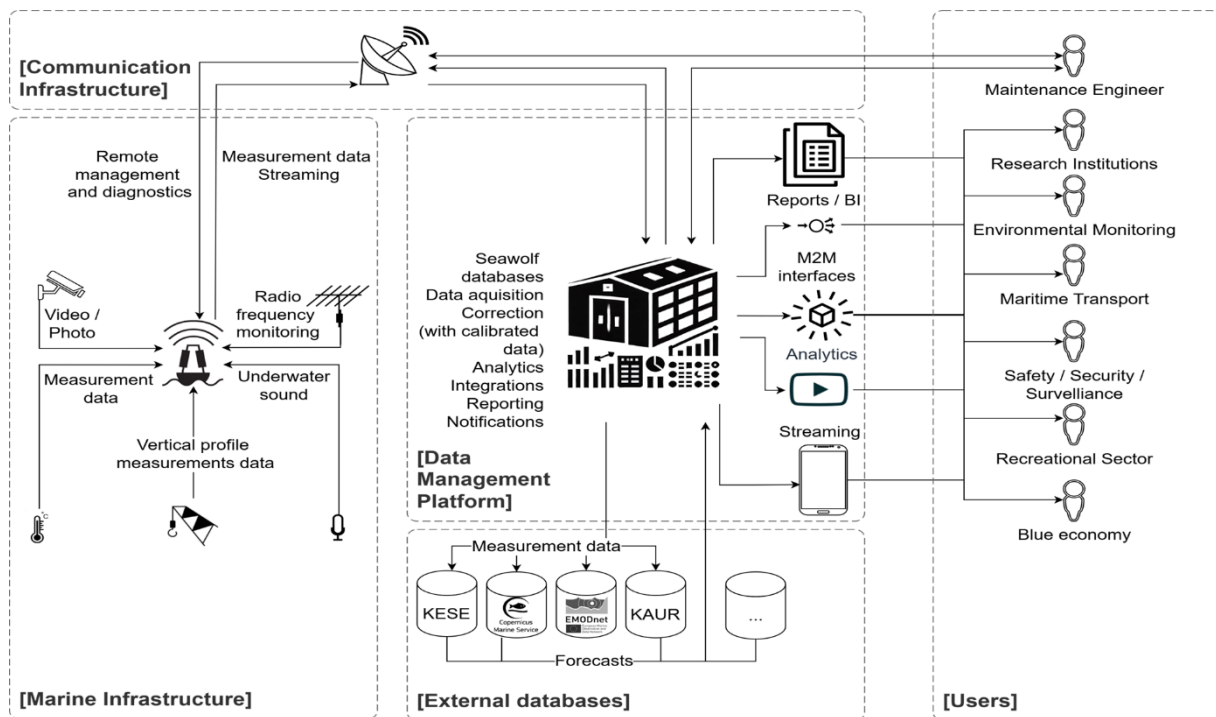 [Communication
Infrastructure]
Maintenance Engineer
Remote
management
and diagnostics
Measurement data
Streaming
Video /
Photo
Radio
frequency
monitoring
Measurement
data
Underwater
sound
Vertical profile
measurements data
°C
[Marine Infrastructure]
Seawolf
databases
Data aquisition
Correction
(with calibrated
data)
Analytics
Integrations
Reporting
Notifications
[Data
Management
Platform]
Reports / BI
M2M
interfaces
Analytics
Streaming
Measurement data
KESE
Copernicus
Marine Service
EMODnet
KAUR
...
Forecasts
[External databases]
Research Institutions
Environmental Monitoring
Maritime Transport
Safety / Security /
Survelliance
Recreational Sector
Blue economy
[Users]